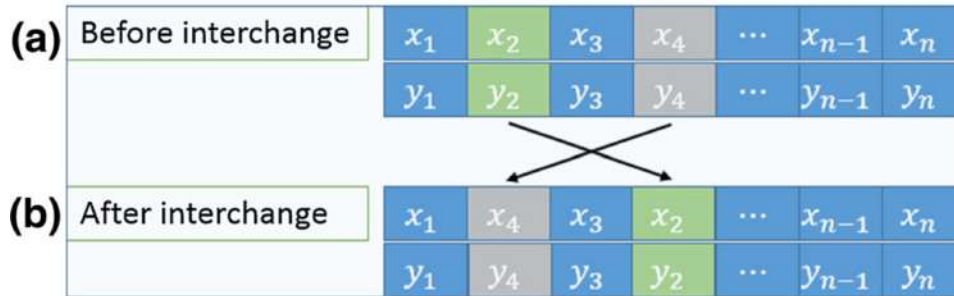 (a) Before interchange x₁ x₂ x₃ x₄ ⋯ xₙ₋₁ xₙ
y₁ y₂ y₃ y₄ ⋯ yₙ₋₁ yₙ
(b) After interchange x₁ x₄ x₃ x₂ ⋯ xₙ₋₁ xₙ
y₁ y₄ y₃ y₂ ⋯ yₙ₋₁ yₙ